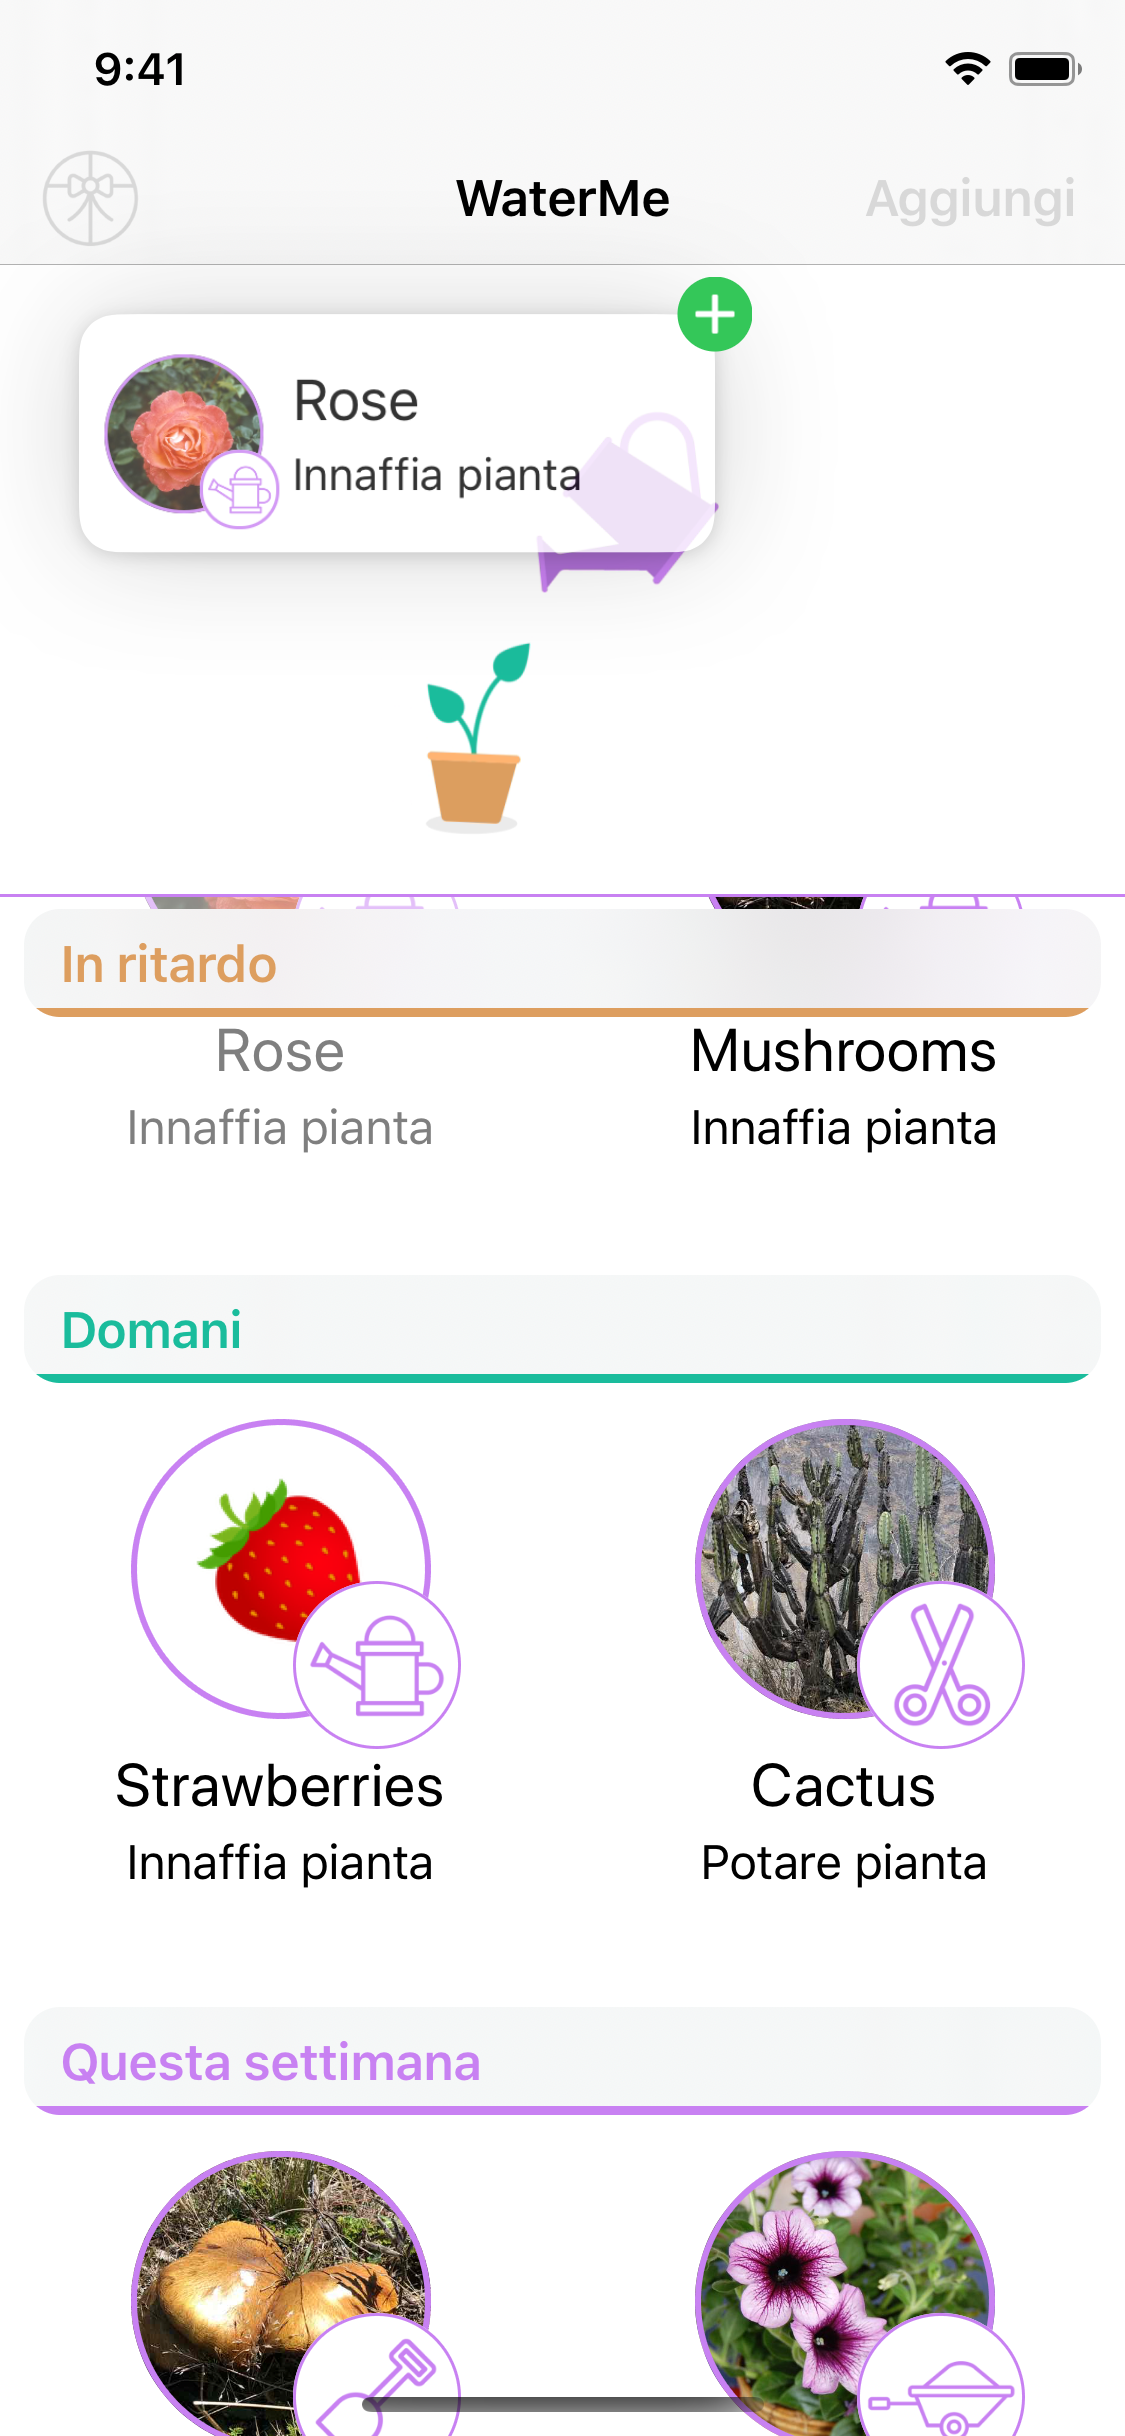 9:41
WaterMe
Aggiungi
Rose
Innaffia pianta
In ritardo
Rose
Mushrooms
Innaffia pianta
Innaffia pianta
Domani
Strawberries
Cactus
Innaffia pianta
Potare pianta
Questa settimana